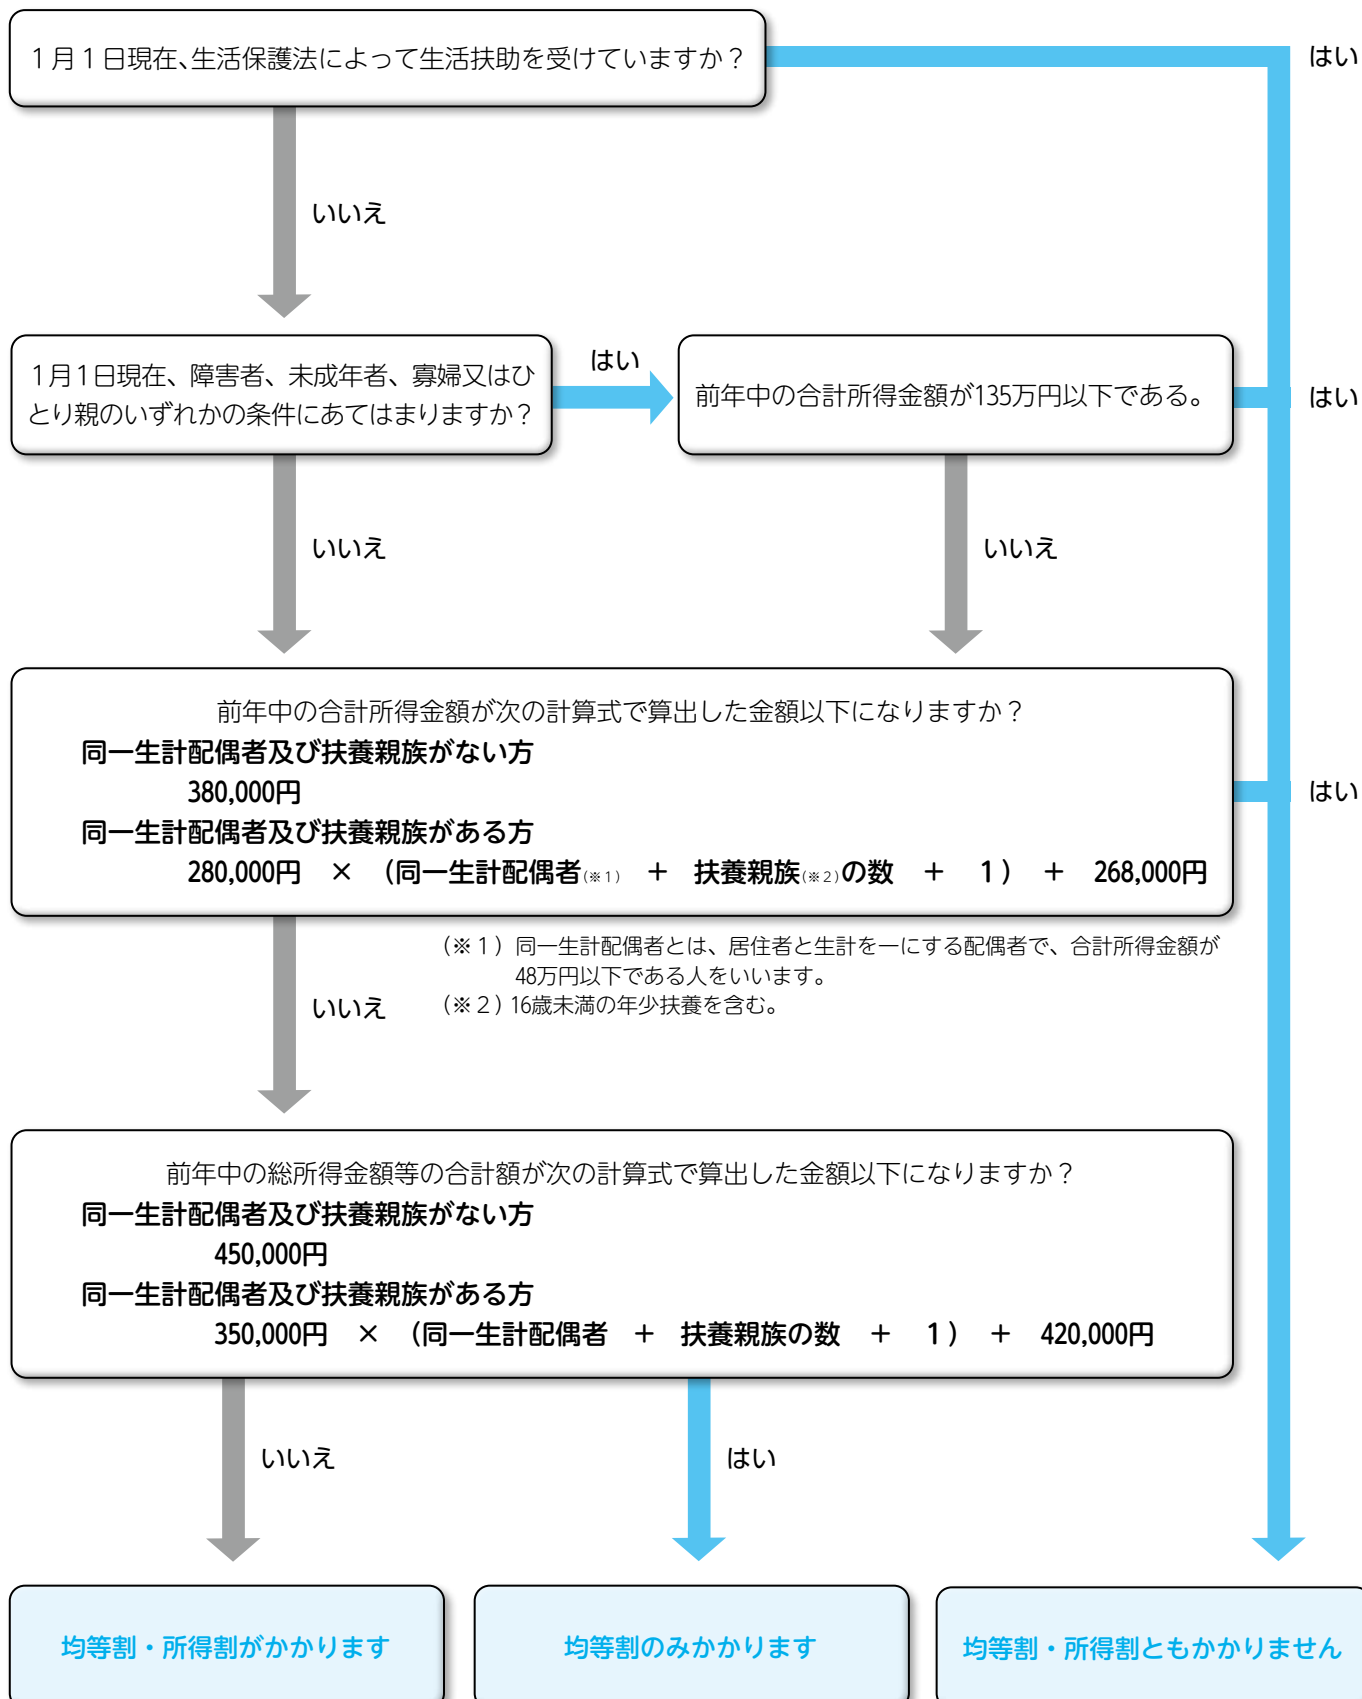 １月１日現在、生活保護法によって生活扶助を受けていますか？
はい
いいえ
1月1日現在、障害者、未成年者、寡婦又はひ
とり親のいずれかの条件にあてはまりますか？
はい
前年中の合計所得金額が135万円以下である。
はい
いいえ
いいえ
前年中の合計所得金額が次の計算式で算出した金額以下になりますか？
同一生計配偶者及び扶養親族がない方
380,000円
同一生計配偶者及び扶養親族がある方
280,000円　×　（同一生計配偶者（※1）　＋　扶養親族（※2）の数　＋　１）　＋　268,000円
はい
（※１）同一生計配偶者とは、居住者と生計を一にする配偶者で、合計所得金額が
48万円以下である人をいいます。
（※２）16歳未満の年少扶養を含む。
いいえ
前年中の総所得金額等の合計額が次の計算式で算出した金額以下になりますか？
同一生計配偶者及び扶養親族がない方
450,000円
同一生計配偶者及び扶養親族がある方
350,000円　×　（同一生計配偶者　＋　扶養親族の数　＋　１）　＋　420,000円
いいえ
はい
均等割・所得割がかかります
均等割のみかかります
均等割・所得割ともかかりません